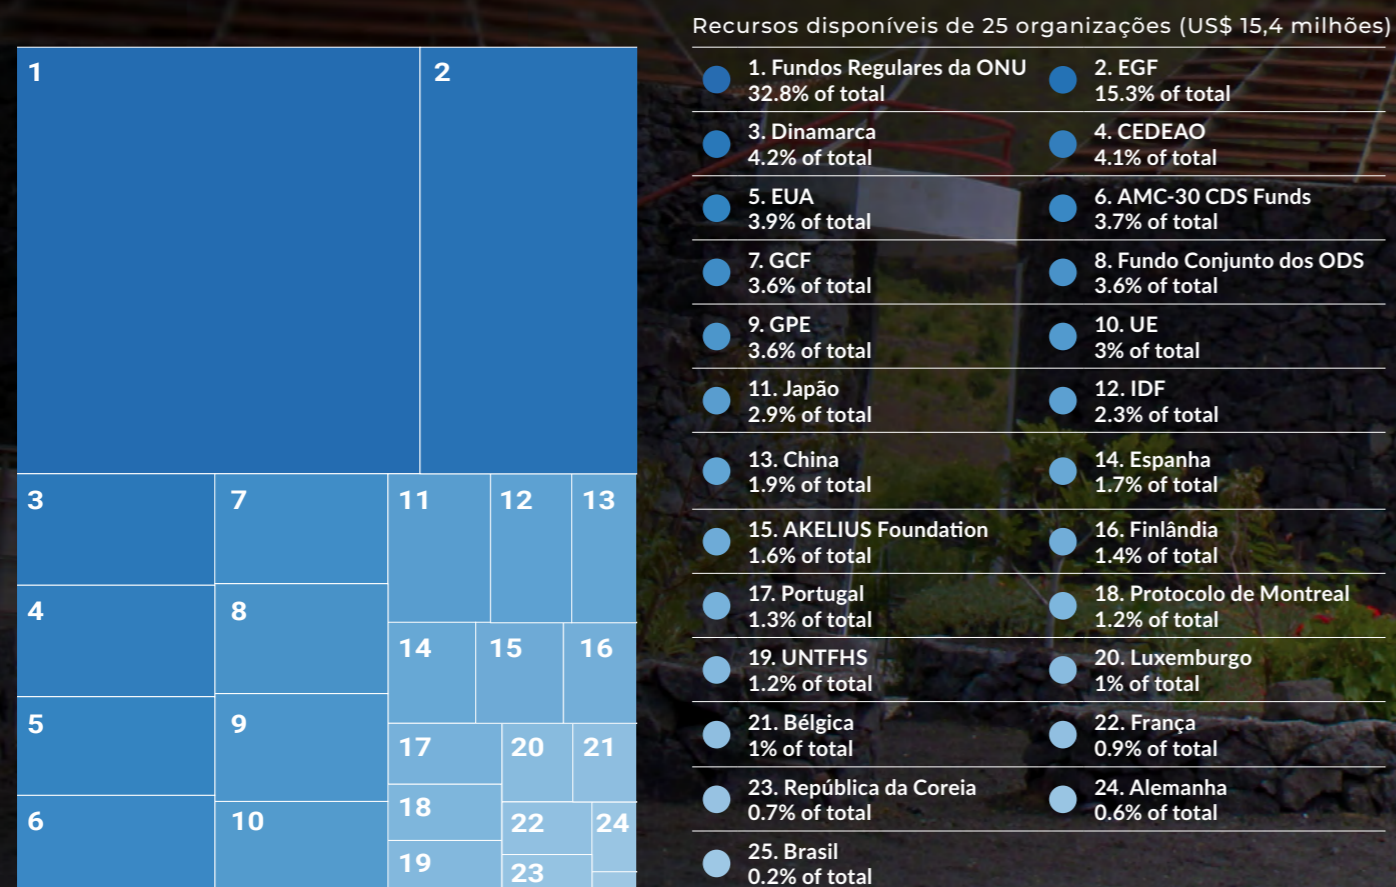 Recursos disponíveis de 25 organizações (US$ 15,4 milhões)
1. Fundos Regulares da ONU
32.8% of total
2. EGF
15.3% of total
3. Dinamarca
4.2% of total
4. CEDEAO
4.1% of total
5. EUA
3.9% of total
6. AMC-30 CDS Funds
3.7% of total
7. GCF
3.6% of total
8. Fundo Conjunto dos ODS
3.6% of total
9. GPE
3.6% of total
10. UE
3% of total
11. Japão
2.9% of total
12. IDF
2.3% of total
13. China
1.9% of total
14. Espanha
1.7% of total
15. AKELIUS Foundation
1.6% of total
16. Finlândia
1.4% of total
17. Portugal
1.3% of total
18. Protocolo de Montreal
1.2% of total
19. UNTFHS
1.2% of total
20. Luxemburgo
1% of total
21. Bélgica
1% of total
22. França
0.9% of total
23. República da Coreia
0.7% of total
24. Alemanha
0.6% of total
25. Brasil
0.2% of total
1
2
3
4
5
6
7
8
9
10
11
12
13
14
15
16
17
18
19
20
21
22
23
24